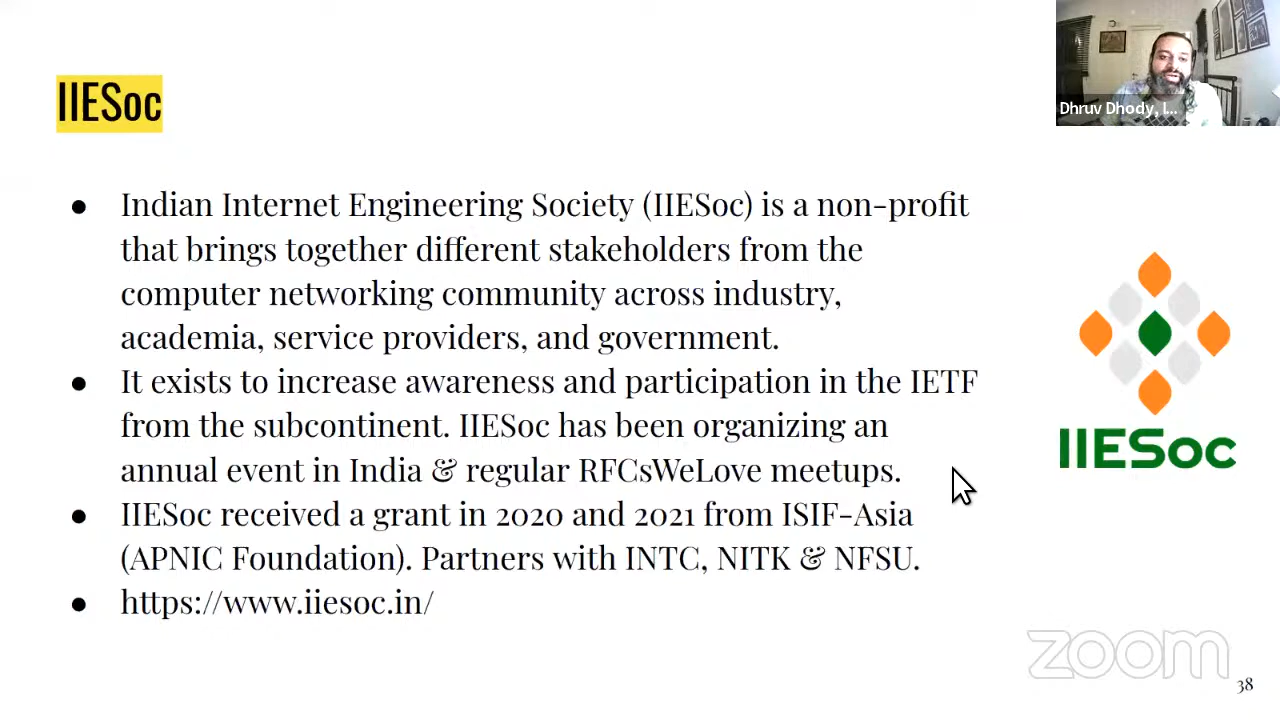 IIESoc
Dhruv Dhody, I...
● Indian Internet Engineering Society (IIESoc) is a non-profit
that brings together different stakeholders from the
computer networking community across industry,
academia, service providers, and government.
● It exists to increase awareness and participation in the IETF
from the subcontinent. IIESoc has been organizing an
annual event in India & regular RFCsWeLove meetups.
● IIESoc received a grant in 2020 and 2021 from ISIF-Asia
(APNIC Foundation). Partners with INTC, NITK & NFSU.
● https://www.iiesoc.in/
IIESoc
zoom
38